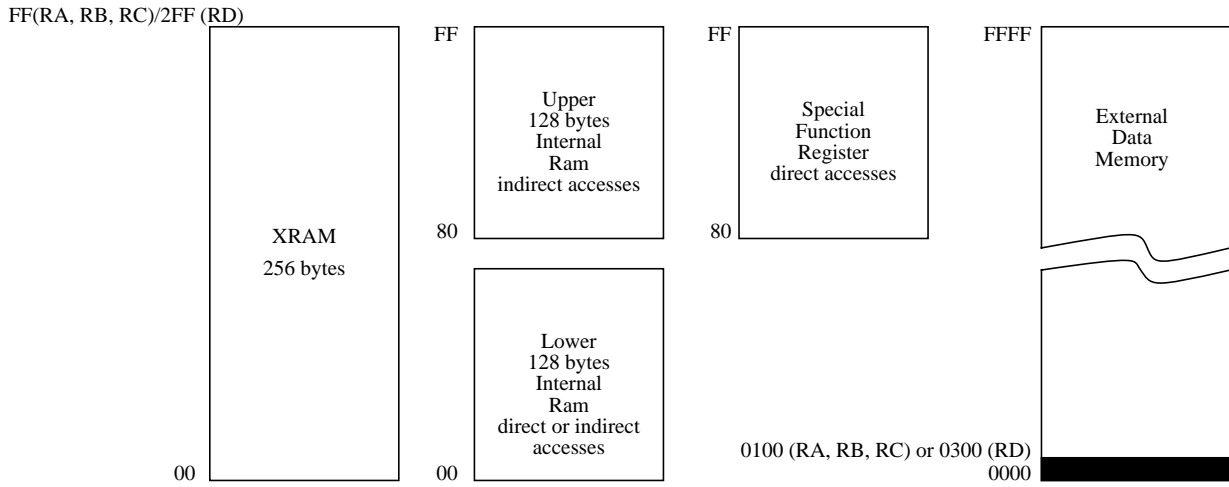 FF(RA, RB, RC)/2FF (RD)
FF
FF
FFFF
Upper
128 bytes
Internal
Ram
indirect accesses
Special
Function
Register
direct accesses
External
Data
Memory
80
80
XRAM
256 bytes
Lower
128 bytes
Internal
Ram
direct or indirect
accesses
0100 (RA, RB, RC) or 0300 (RD)
00
00
0000